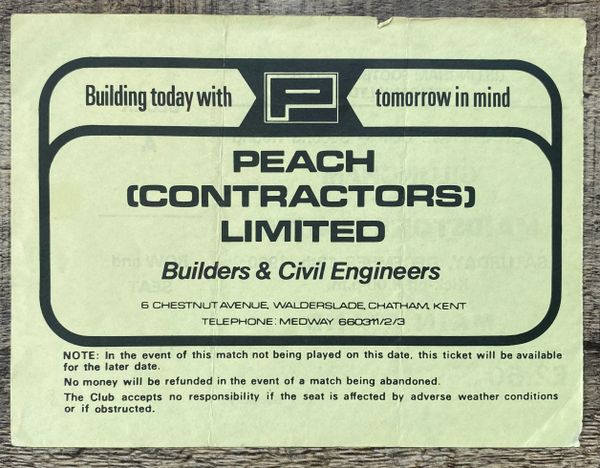 Building today with P tomorrow in mind
PEACH
(CONTRACTORS)
LIMITED
Builders & Civil Engineers
6 CHESTNUT AVENUE, WALDERSLADE, CHATHAM, KENT
TELEPHONE: MEDWAY 660311/2/3
NOTE: In the event of this match not being played on this date, this ticket will be available
for the later date.
No money will be refunded in the event of a match being abandoned.
The Club accepts no responsibility if the seat is affected by adverse weather conditions
or if obstructed.